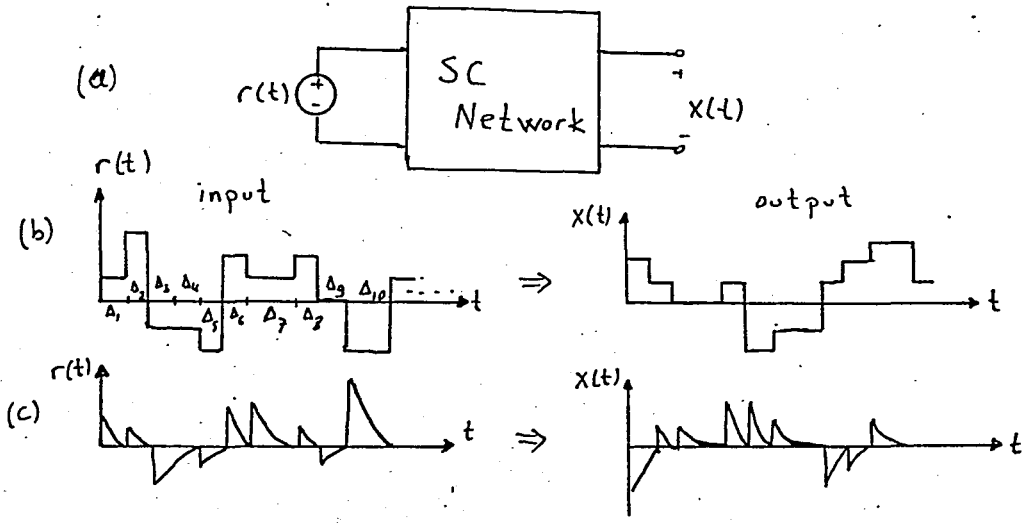 (a)
r(t)
+
-
SC
Network
+
X(t)
-
(b)
r(t)
input
Δ1 Δ2 Δ3 Δ4 Δ5 Δ6 Δ7 Δ8 Δ9 Δ10
t
⇒
X(t)
output
t
(c)
r(t)
t
⇒
X(t)
t